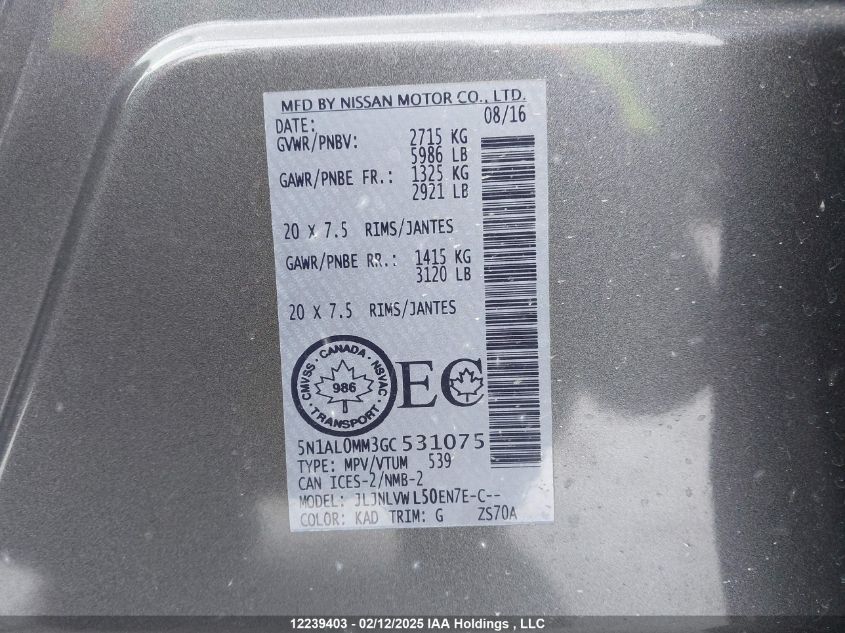 MFD BY NISSAN MOTOR CO., LTD.
DATE: 08/16
GVWR/PNBV: 2715 KG
5986 LB
GAWR/PNBE FR.: 1325 KG
2921 LB
20 X 7.5 RIMS/JANTES
GAWR/PNBE RR.: 1415 KG
3120 LB
20 X 7.5 RIMS/JANTES
CMVSS · CANADA · NSVAC · TRANSPORT
986
EC
5N1AL0MM3GC531075
TYPE: MPV/VTUM 539
CAN ICES-2/NMB-2
MODEL: JLJNLVWL50EN7E-C--
COLOR: KAD TRIM: G ZS70A
12239403 - 02/12/2025 IAA Holdings , LLC